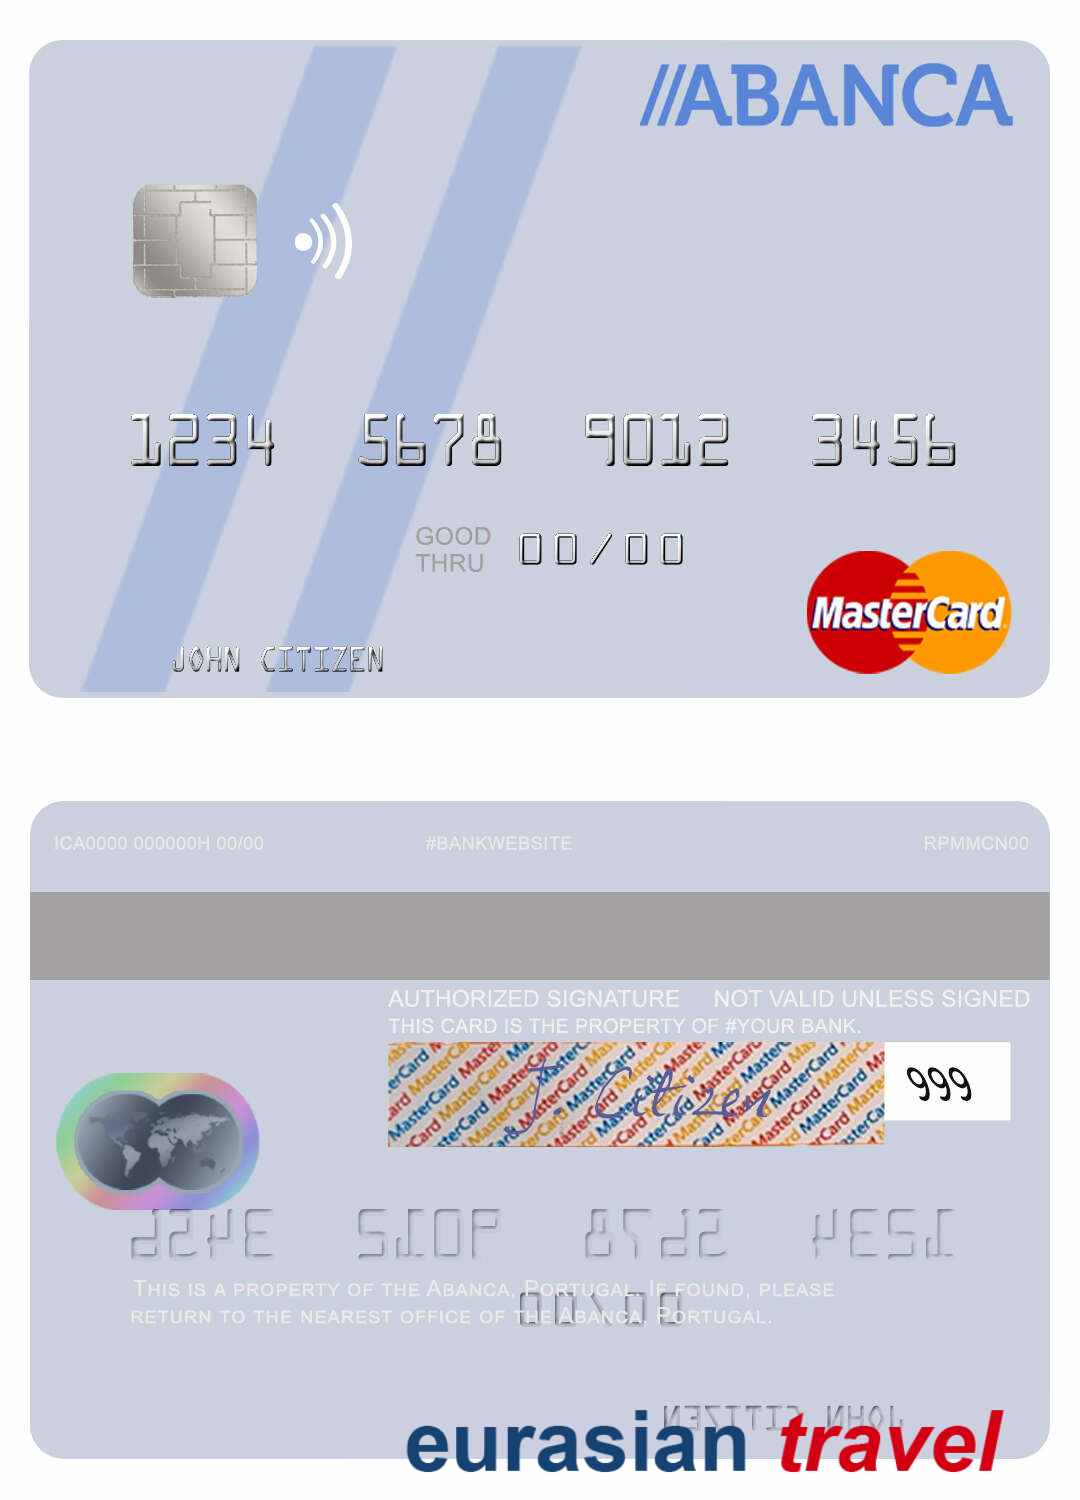 //ABANCA
1234 5678 9012 3456
GOOD
THRU 00/00
MasterCard
JOHN CITIZEN
ICA0000 000000H 00/00 #BANKWEBSITE RPMMCN00
AUTHORIZED SIGNATURE NOT VALID UNLESS SIGNED
THIS CARD IS THE PROPERTY OF #YOUR BANK.
MasterCard
J. Citizen
999
THIS IS A PROPERTY OF THE ABANCA, PORTUGAL. IF FOUND, PLEASE
RETURN TO THE NEAREST OFFICE OF THE ABANCA, PORTUGAL.
eurasian travel